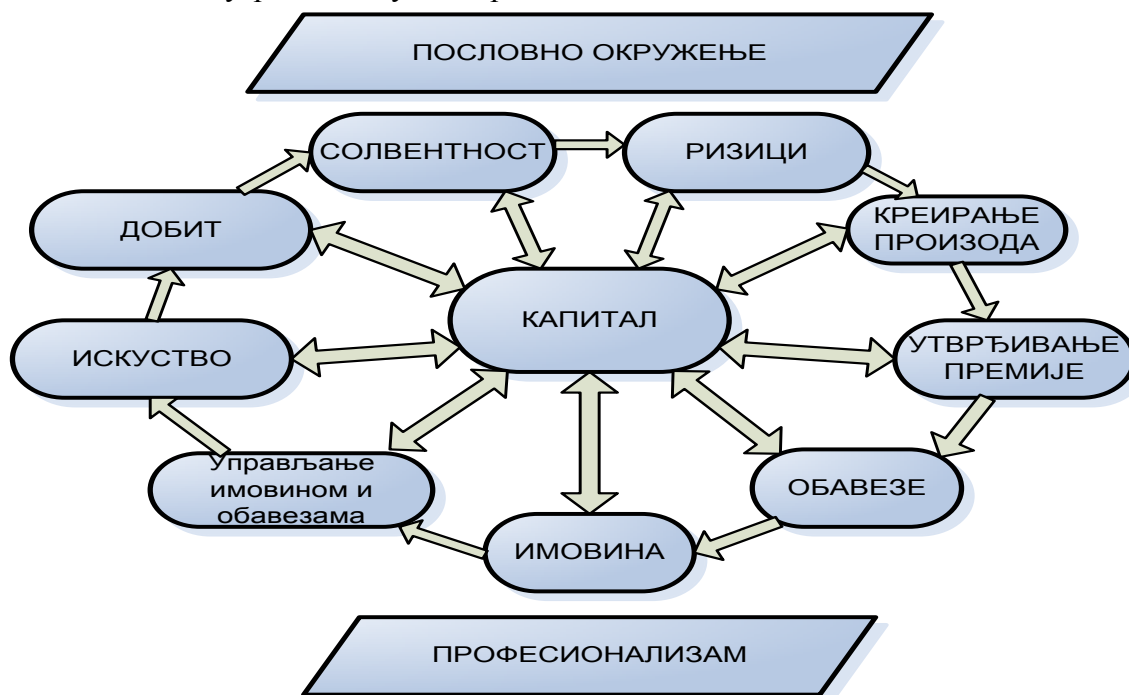 ПОСЛОВНО ОКРУЖЕЊЕ
СОЛВЕНТНОСТ
РИЗИЦИ
ДОБИТ
КРЕИРАЊЕ
ПРОИЗОДА
КАПИТАЛ
ИСКУСТВО
УТВРЂИВАЊЕ
ПРЕМИЈЕ
Управљање
имовином и
обавезама
ОБАВЕЗЕ
ИМОВИНА
ПРОФЕСИОНАЛИЗАМ